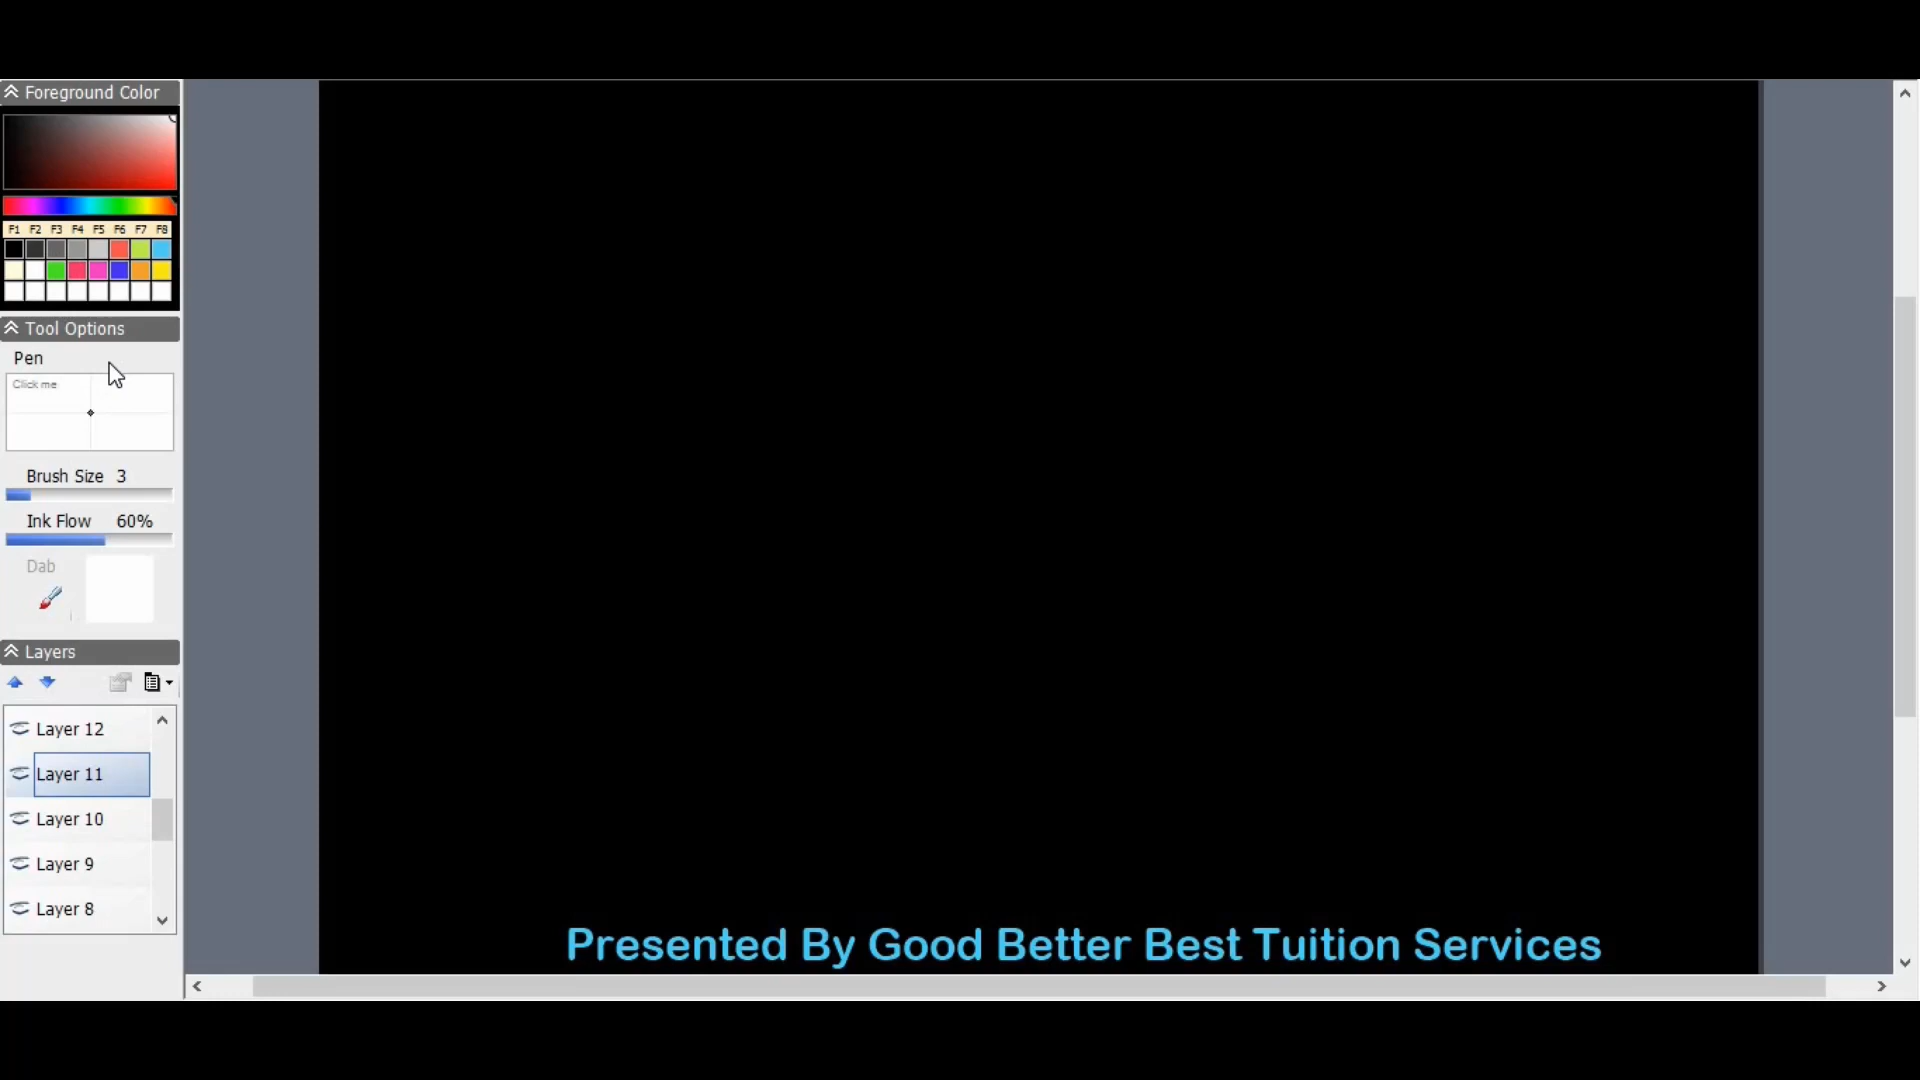 Foreground Color
F1 F2 F3 F4 F5 F6 F7 F8
Tool Options
Pen
Click me
Brush Size 3
Ink Flow 60%
Dab
Layers
Layer 12
Layer 11
Layer 10
Layer 9
Layer 8
Presented By Good Better Best Tuition Services